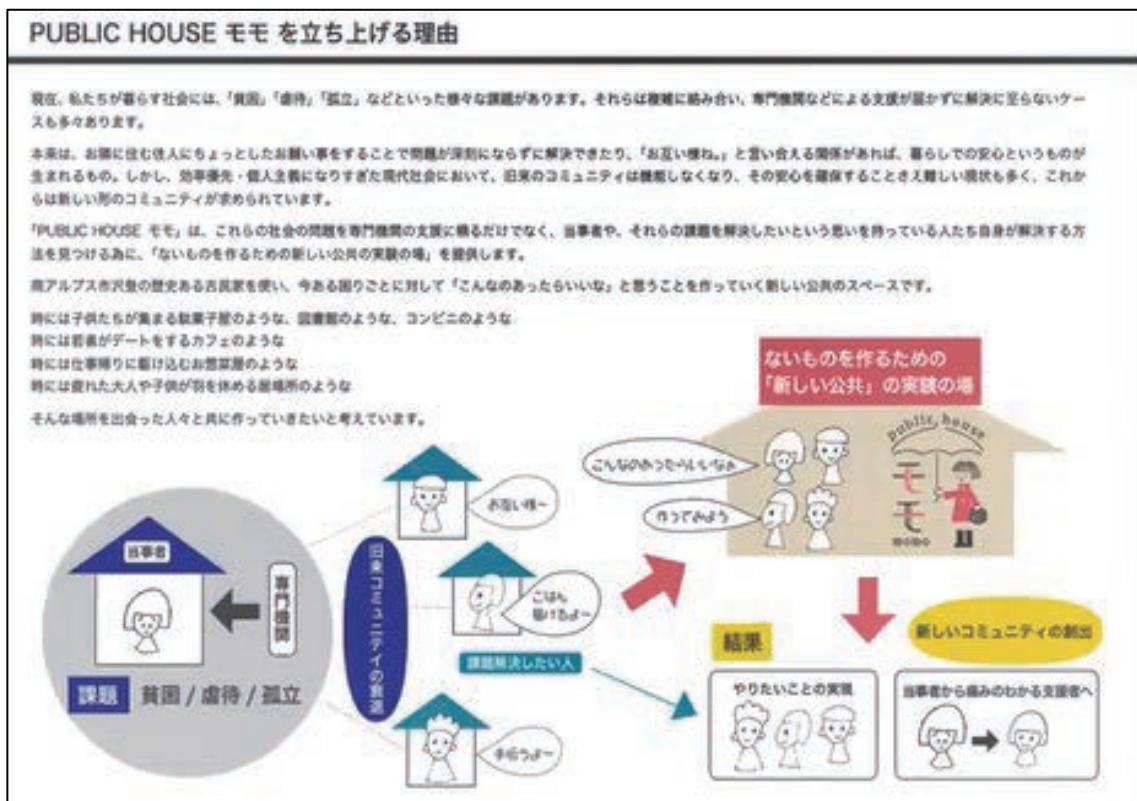 PUBLIC HOUSE モモ を立ち上げる理由
現在、私たちが暮らす社会には、「貧困」「虐待」「孤立」などといった様々な課題があります。それらは複雑に絡み合い、専門機関などによる支援が届かずに解決に至らないケー
スも多々あります。
本来は、お隣に住む住人にちょっとしたお願い事をすることで問題が深刻にならずに解決できたり、「お互い様ね。」と言い合える関係があれば、暮らしでの安心というものが
生まれるもの。しかし、効率優先・個人主義になりすぎた現代社会において、旧来のコミュニティは機能しなくなり、その安心を確保することさえ難しい現状も多く、これか
らは新しい形のコミュニティが求められています。
「PUBLIC HOUSE モモ」は、これらの社会の問題を専門機関の支援に頼るだけでなく、当事者や、それらの課題を解決したいという思いを持っている人たち自身が解決する方
法を見つける為に、「ないものを作るための新しい公共の実験の場」を提供します。
南アルプス市沢登の歴史ある古民家を使い、今ある困りごとに対して「こんなのあったらいいな」と思うことを作っていく新しい公共のスペースです。
時には子供たちが集まる駄菓子屋のような、図書館のような、コンビニのような
時には若者がデートをするカフェのような
時には仕事帰りに駆け込むお惣菜屋のような
時には疲れた大人や子供が羽を休める居場所のような
そんな場所を出会った人々と共に作っていきたいと考えています。
ないものを作るための
「新しい公共」の実験の場
public house
モモ
momo
こんなのあったらいいなぁ
作ってみよう
当事者
専門機関
課題 貧困 / 虐待 / 孤立
旧来コミュニティの衰退
お互い様〜
ごはん
届けるよ〜
課題解決したい人
手伝うよ〜
結果
やりたいことの実現
新しいコミュニティの創出
当事者から痛みのわかる支援者へ